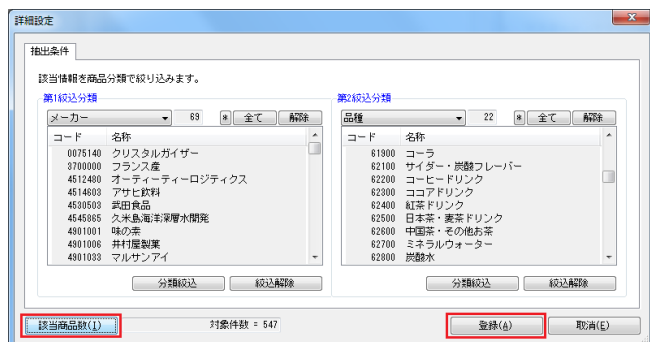 詳細設定
抽出条件
該当情報を商品分類で絞り込みます。
第1絞込分類
メーカー 69 * 全て 解除
コード 名称
0075140 クリスタルガイザー
3700000 フランス産
4512480 オーティーティーロジティクス
4514603 アサヒ飲料
4530503 武田食品
4545865 久米島海洋深層水開発
4901001 味の素
4901006 井村屋製菓
4901033 マルサンアイ
分類絞込 絞込解除
第2絞込分類
品種 22 * 全て 解除
コード 名称
61900 コーラ
62100 サイダー・炭酸フレーバー
62200 コーヒードリンク
62300 ココアドリンク
62400 紅茶ドリンク
62500 日本茶・麦茶ドリンク
62600 中国茶・その他お茶
62700 ミネラルウォーター
62800 炭酸水
分類絞込 絞込解除
該当商品数(I) 対象件数 = 547 登録(A) 取消(E)